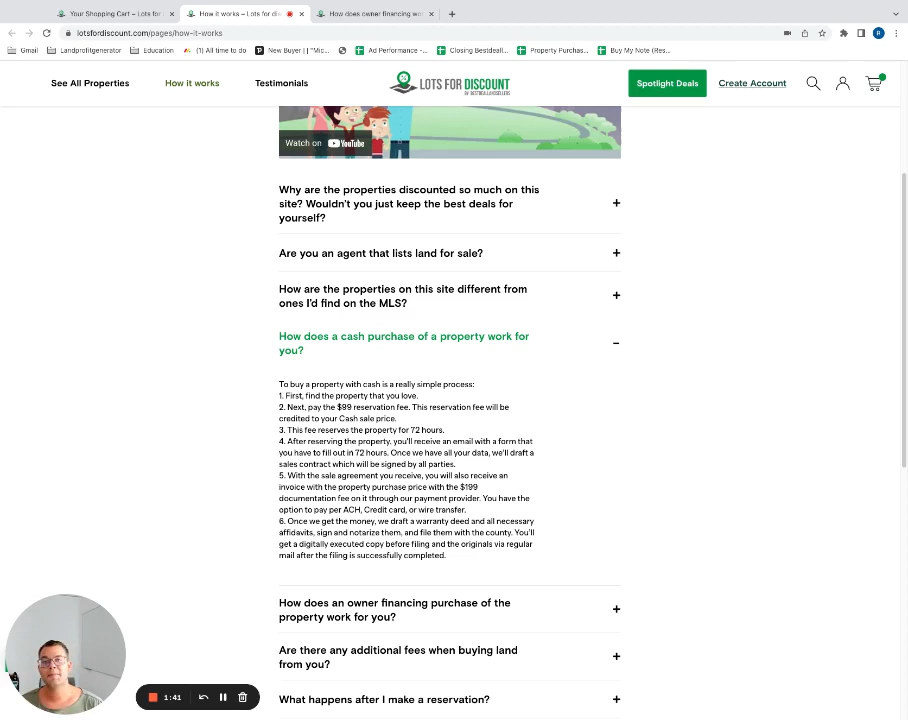 Your Shopping Cart – Lots for
How it works – Lots for dis
How does owner financing wor
lotsfordiscount.com/pages/how-it-works
Gmail
Landprofitgenerator
Education
(1) All time to do
New Buyer | | "Mic...
Ad Performance -...
Closing Bestdeall...
Property Purchas...
Buy My Note (Res...
See All Properties
How it works
Testimonials
LOTS FOR DISCOUNT
BY BESTDEALLANDSELLERS
Spotlight Deals
Create Account
Watch on YouTube
Why are the properties discounted so much on this
site? Wouldn't you just keep the best deals for
yourself?
Are you an agent that lists land for sale?
How are the properties on this site different from
ones I'd find on the MLS?
How does a cash purchase of a property work for
you?
To buy a property with cash is a really simple process:
1. First, find the property that you love.
2. Next, pay the $99 reservation fee. This reservation fee will be
credited to your Cash sale price.
3. This fee reserves the property for 72 hours.
4. After reserving the property, you'll receive an email with a form that
you have to fill out in 72 hours. Once we have all your data, we'll draft a
sales contract which will be signed by all parties.
5. With the sale agreement you receive, you will also receive an
invoice with the property purchase price with the $199
documentation fee on it through our payment provider. You have the
option to pay per ACH, Credit card, or wire transfer.
6. Once we get the money, we draft a warranty deed and all necessary
affidavits, sign and notarize them, and file them with the county. You'll
get a digitally executed copy before filing and the originals via regular
mail after the filing is successfully completed.
How does an owner financing purchase of the
property work for you?
Are there any additional fees when buying land
from you?
What happens after I make a reservation?
1:41